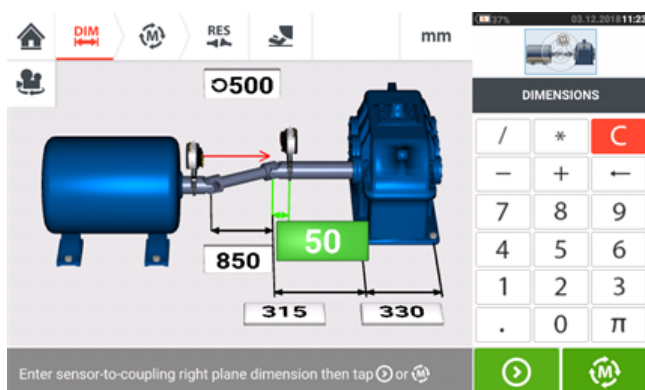 DIM
M
RES
mm
37%
03.12.2018 11:23
500
DIMENSIONS
850
50
315
330
/ * C
− + ←
7 8 9
4 5 6
1 2 3
. 0 π
Enter sensor-to-coupling right plane dimension then tap or M
M